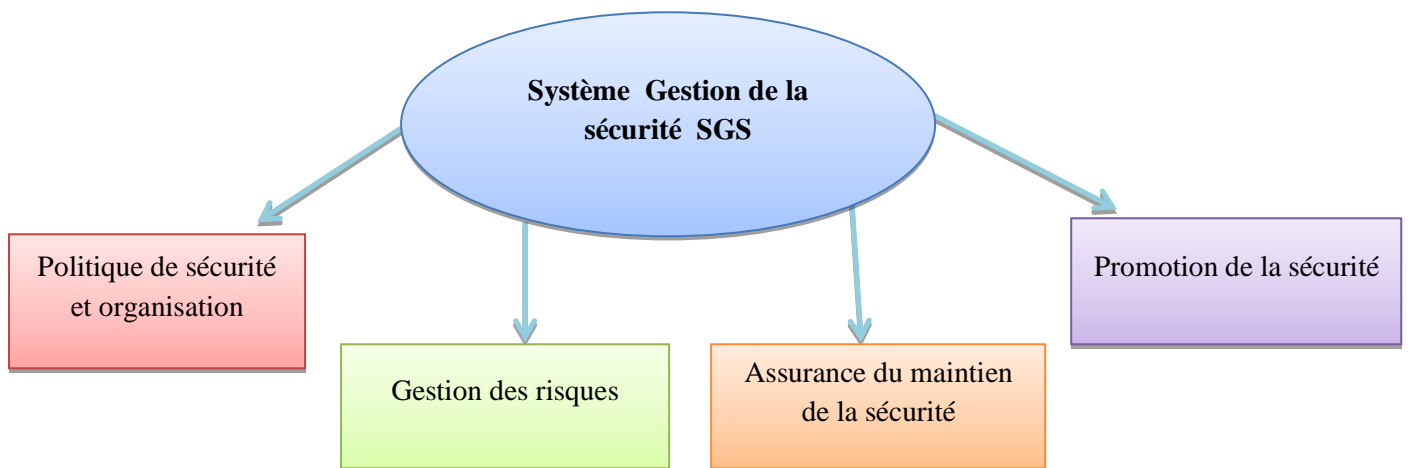 Système Gestion de la
sécurité SGS
Politique de sécurité
et organisation
Gestion des risques
Assurance du maintien
de la sécurité
Promotion de la sécurité